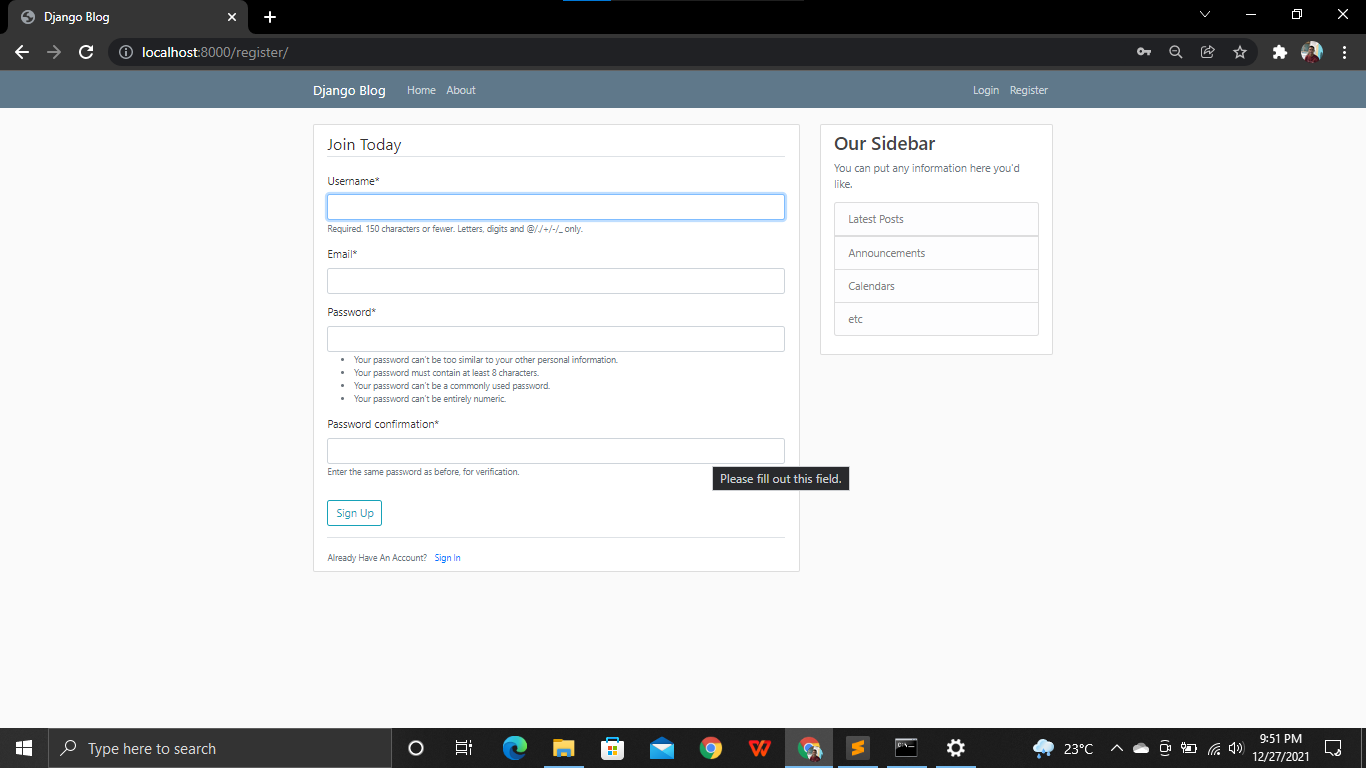 Django Blog
localhost:8000/register/
Django Blog Home About Login Register
Join Today
Username*
Required. 150 characters or fewer. Letters, digits and @/./+/-/_ only.
Email*
Password*
Your password can't be too similar to your other personal information.
Your password must contain at least 8 characters.
Your password can't be a commonly used password.
Your password can't be entirely numeric.
Password confirmation*
Enter the same password as before, for verification.
Please fill out this field.
Sign Up
Already Have An Account? Sign In
Our Sidebar
You can put any information here you'd
like.
Latest Posts
Announcements
Calendars
etc
Type here to search
23°C
9:51 PM
12/27/2021